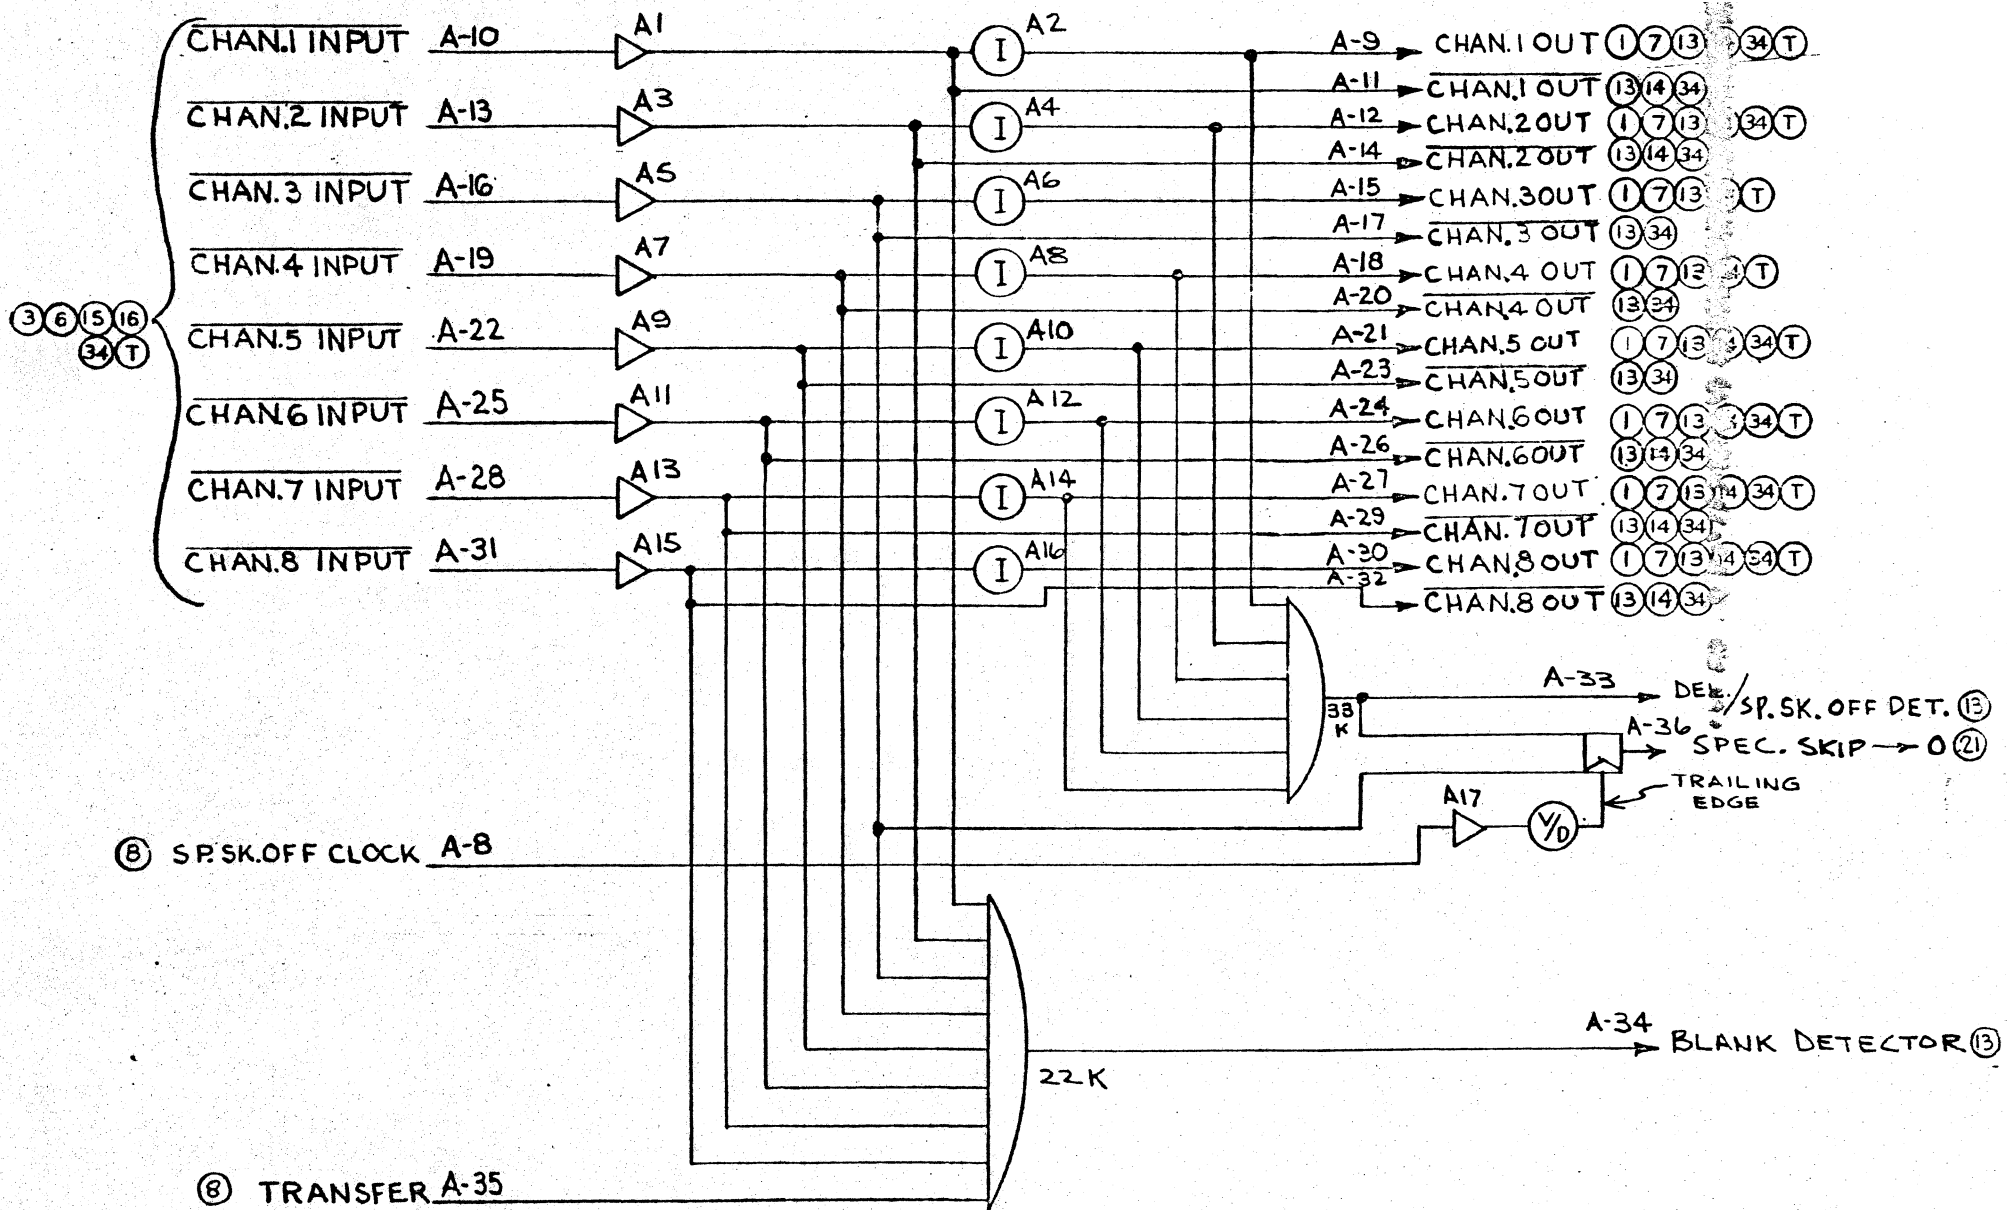 CHAN.1 INPUT A-10 A1 I A2 A-9 CHAN.1 OUT 1 7 13 34 T
A-11 CHAN.1 OUT 13 14 34
CHAN.2 INPUT A-13 A3 I A4 A-12 CHAN.2 OUT 1 7 13 34 T
A-14 CHAN.2 OUT 13 14 34
CHAN.3 INPUT A-16 A5 I A6 A-15 CHAN.3 OUT 1 7 13 T
A-17 CHAN.3 OUT 13 34
CHAN.4 INPUT A-19 A7 I A8 A-18 CHAN.4 OUT 1 7 13 T
A-20 CHAN.4 OUT 13 34
3 6 15 16
34 T
CHAN.5 INPUT A-22 A9 I A10 A-21 CHAN.5 OUT 1 7 13 34 T
A-23 CHAN.5 OUT 13 34
CHAN.6 INPUT A-25 A11 I A12 A-24 CHAN.6 OUT 1 7 13 34 T
A-26 CHAN.6 OUT 13 14 34
CHAN.7 INPUT A-28 A13 I A14 A-27 CHAN.7 OUT 1 7 13 14 34 T
A-29 CHAN.7 OUT 13 14 34
CHAN.8 INPUT A-31 A15 I A16 A-30 CHAN.8 OUT 1 7 13 14 34 T
A-32 CHAN.8 OUT 13 14 34
33 K A-33 DEL./SP.SK.OFF DET. 13
A-36 SPEC. SKIP → 0 21
TRAILING
EDGE
A17 V/D
8 SP.SK.OFF CLOCK A-8
22K A-34 BLANK DETECTOR 13
8 TRANSFER A-35